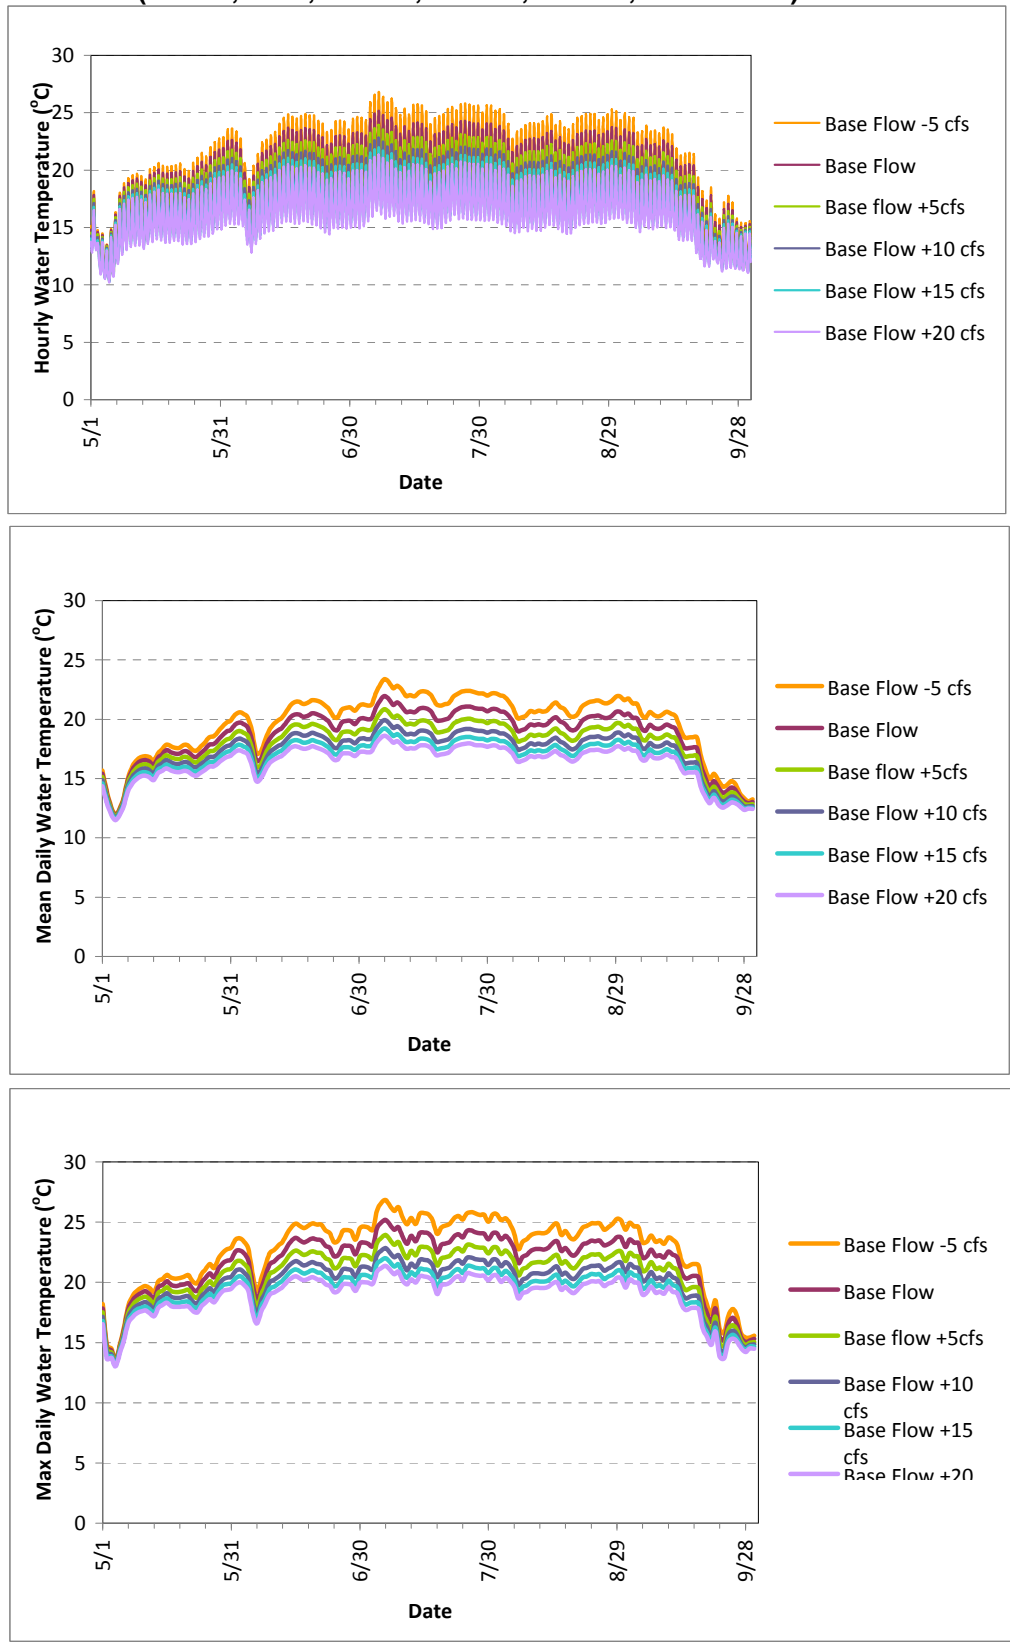 30
25
20
15
10
5
0
Hourly Water Temperature (°C)
5/1
5/31
6/30
7/30
8/29
9/28
Date
Base Flow -5 cfs
Base Flow
Base flow +5cfs
Base Flow +10 cfs
Base Flow +15 cfs
Base Flow +20 cfs
30
25
20
15
10
5
0
Mean Daily Water Temperature (°C)
5/1
5/31
6/30
7/30
8/29
9/28
Date
Base Flow -5 cfs
Base Flow
Base flow +5cfs
Base Flow +10 cfs
Base Flow +15 cfs
Base Flow +20 cfs
30
25
20
15
10
5
0
Max Daily Water Temperature (°C)
5/1
5/31
6/30
7/30
8/29
9/28
Date
Base Flow -5 cfs
Base Flow
Base flow +5cfs
Base Flow +10
cfs
Base Flow +15
cfs
Base Flow +20